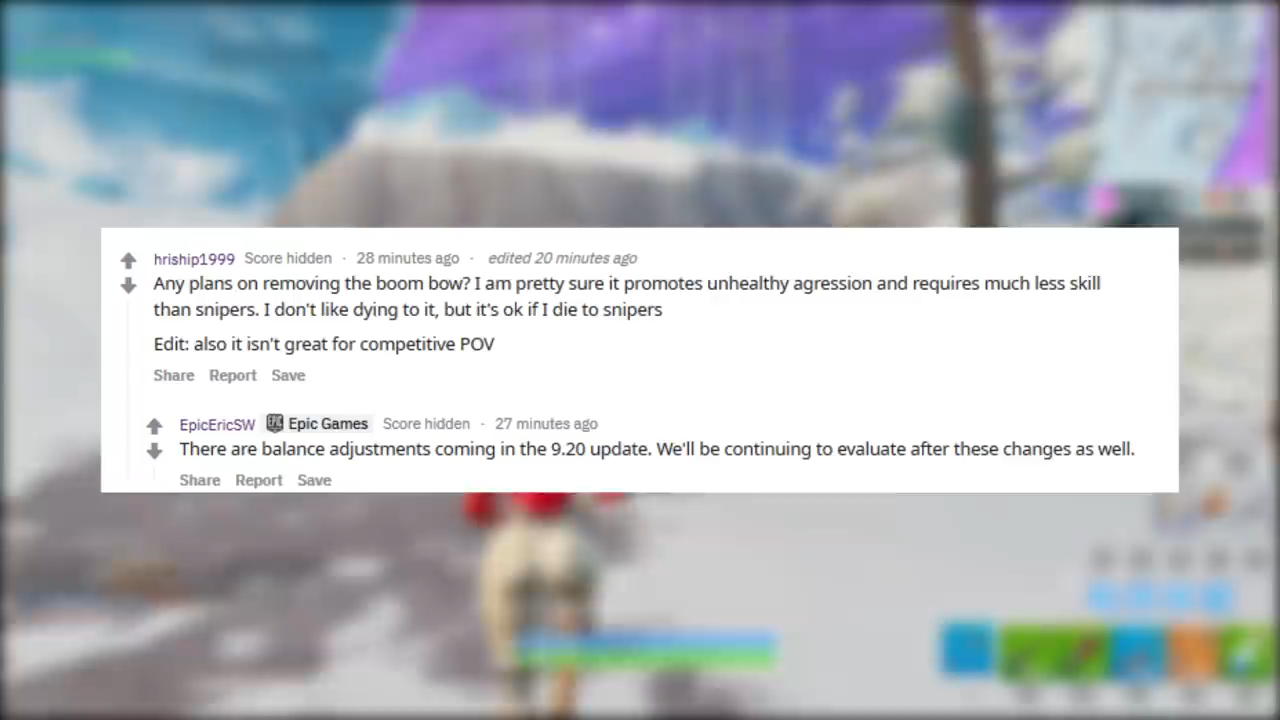 hriship1999 Score hidden · 28 minutes ago · edited 20 minutes ago
Any plans on removing the boom bow? I am pretty sure it promotes unhealthy agression and requires much less skill
than snipers. I don't like dying to it, but it's ok if I die to snipers
Edit: also it isn't great for competitive POV
Share Report Save
EpicEricSW EPIC Epic Games Score hidden · 27 minutes ago
There are balance adjustments coming in the 9.20 update. We'll be continuing to evaluate after these changes as well.
Share Report Save